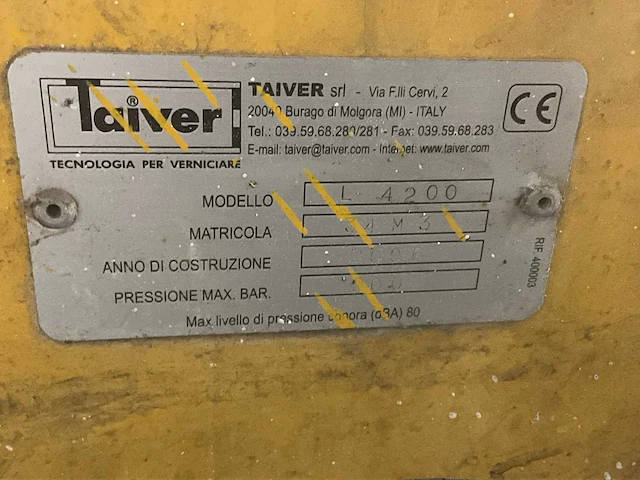 Taiver®
TECNOLOGIA PER VERNICIARE
TAIVER srl - Via F.lli Cervi, 2
Burago di Molgora (MI) - ITALY
Tel.: 039.59.68.280/281 - Fax: 039.59.68.283
E-mail: taiver@taiver.com - Internet: www.taiver.com
CE
MODELLO L 4200
MATRICOLA
ANNO DI COSTRUZIONE
PRESSIONE MAX. BAR.
Max livello di pressione sonora (dBA) 80
RIF. 400003